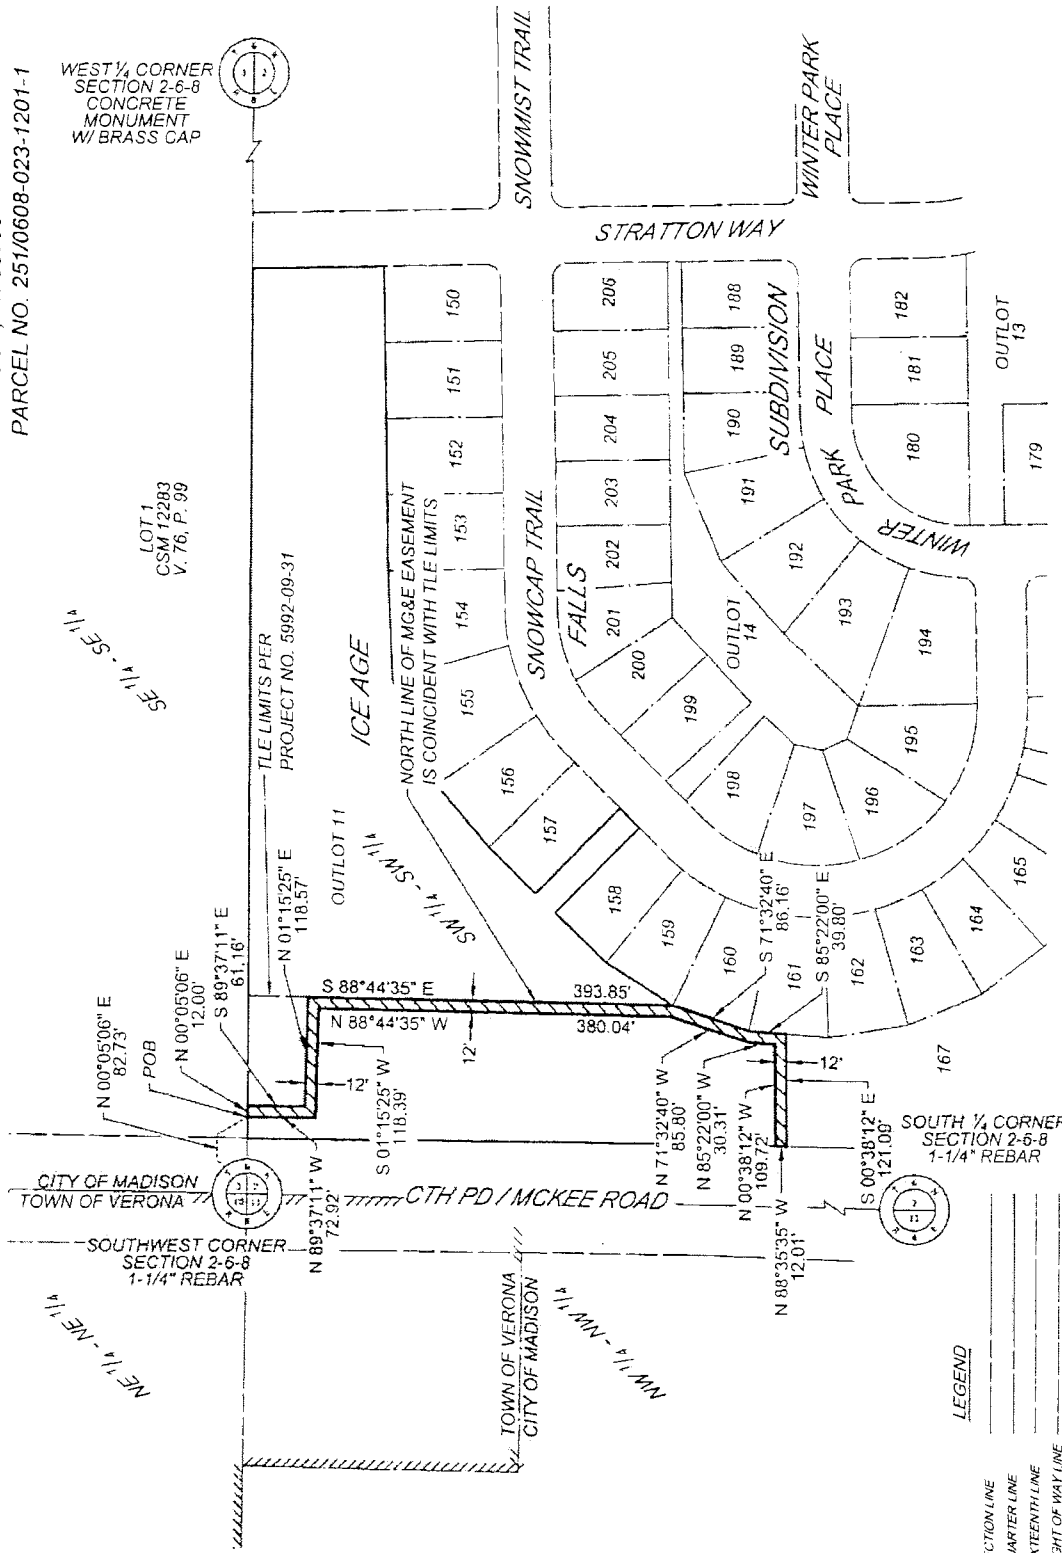 PARCEL NO. 251/0608-023-1201-1
WEST 1/4 CORNER
SECTION 2-6-8
CONCRETE
MONUMENT
W/ BRASS CAP
SNOWMIST TRAIL
WINTER PARK
PLACE
STRATTON WAY
LOT 1
CSM 12283
V. 76, P. 99
SE 1/4 - SE 1/4
TLE LIMITS PER
PROJECT NO. 5992-09-31
ICE AGE
NORTH LINE OF MG&E EASEMENT
IS COINCIDENT WITH TLE LIMITS
SNOWCAP TRAIL
FALLS
SUBDIVISION
WINTER
PARK
PLACE
150
151
152
153
154
155
156
157
158
159
160
161
162
163
164
165
167
206
205
204
203
202
201
200
199
198
197
196
195
194
193
192
191
190
189
188
182
181
180
179
OUTLOT
13
OUTLOT
14
OUTLOT 11
SW 1/4 - SW 1/4
N 00°05'06" E
82.73'
POB
N 00°05'06" E
12.00'
S 89°37'11" E
61.16'
N 01°15'25" E
118.57'
S 88°44'35" E
393.85'
N 88°44'35" W
380.04'
12'
12'
12'
S 71°32'40" E
86.16'
S 85°22'00" E
39.80'
S 00°38'12" E
121.09'
N 88°35'35" W
12.01'
N 00°38'12" W
109.72'
N 85°22'00" W
30.31'
N 71°32'40" W
85.80'
S 01°15'25" W
118.39'
N 89°37'11" W
72.92'
CITY OF MADISON
TOWN OF VERONA
CTH PD / MCKEE ROAD
SOUTHWEST CORNER
SECTION 2-6-8
1-1/4" REBAR
SOUTH 1/4 CORNER
SECTION 2-6-8
1-1/4" REBAR
NE 1/4 - NE 1/4
TOWN OF VERONA
CITY OF MADISON
NW 1/4 - NW 1/4
LEGEND
CTION LINE
ARTER LINE
XTEENTH LINE
GHT OF WAY LINE